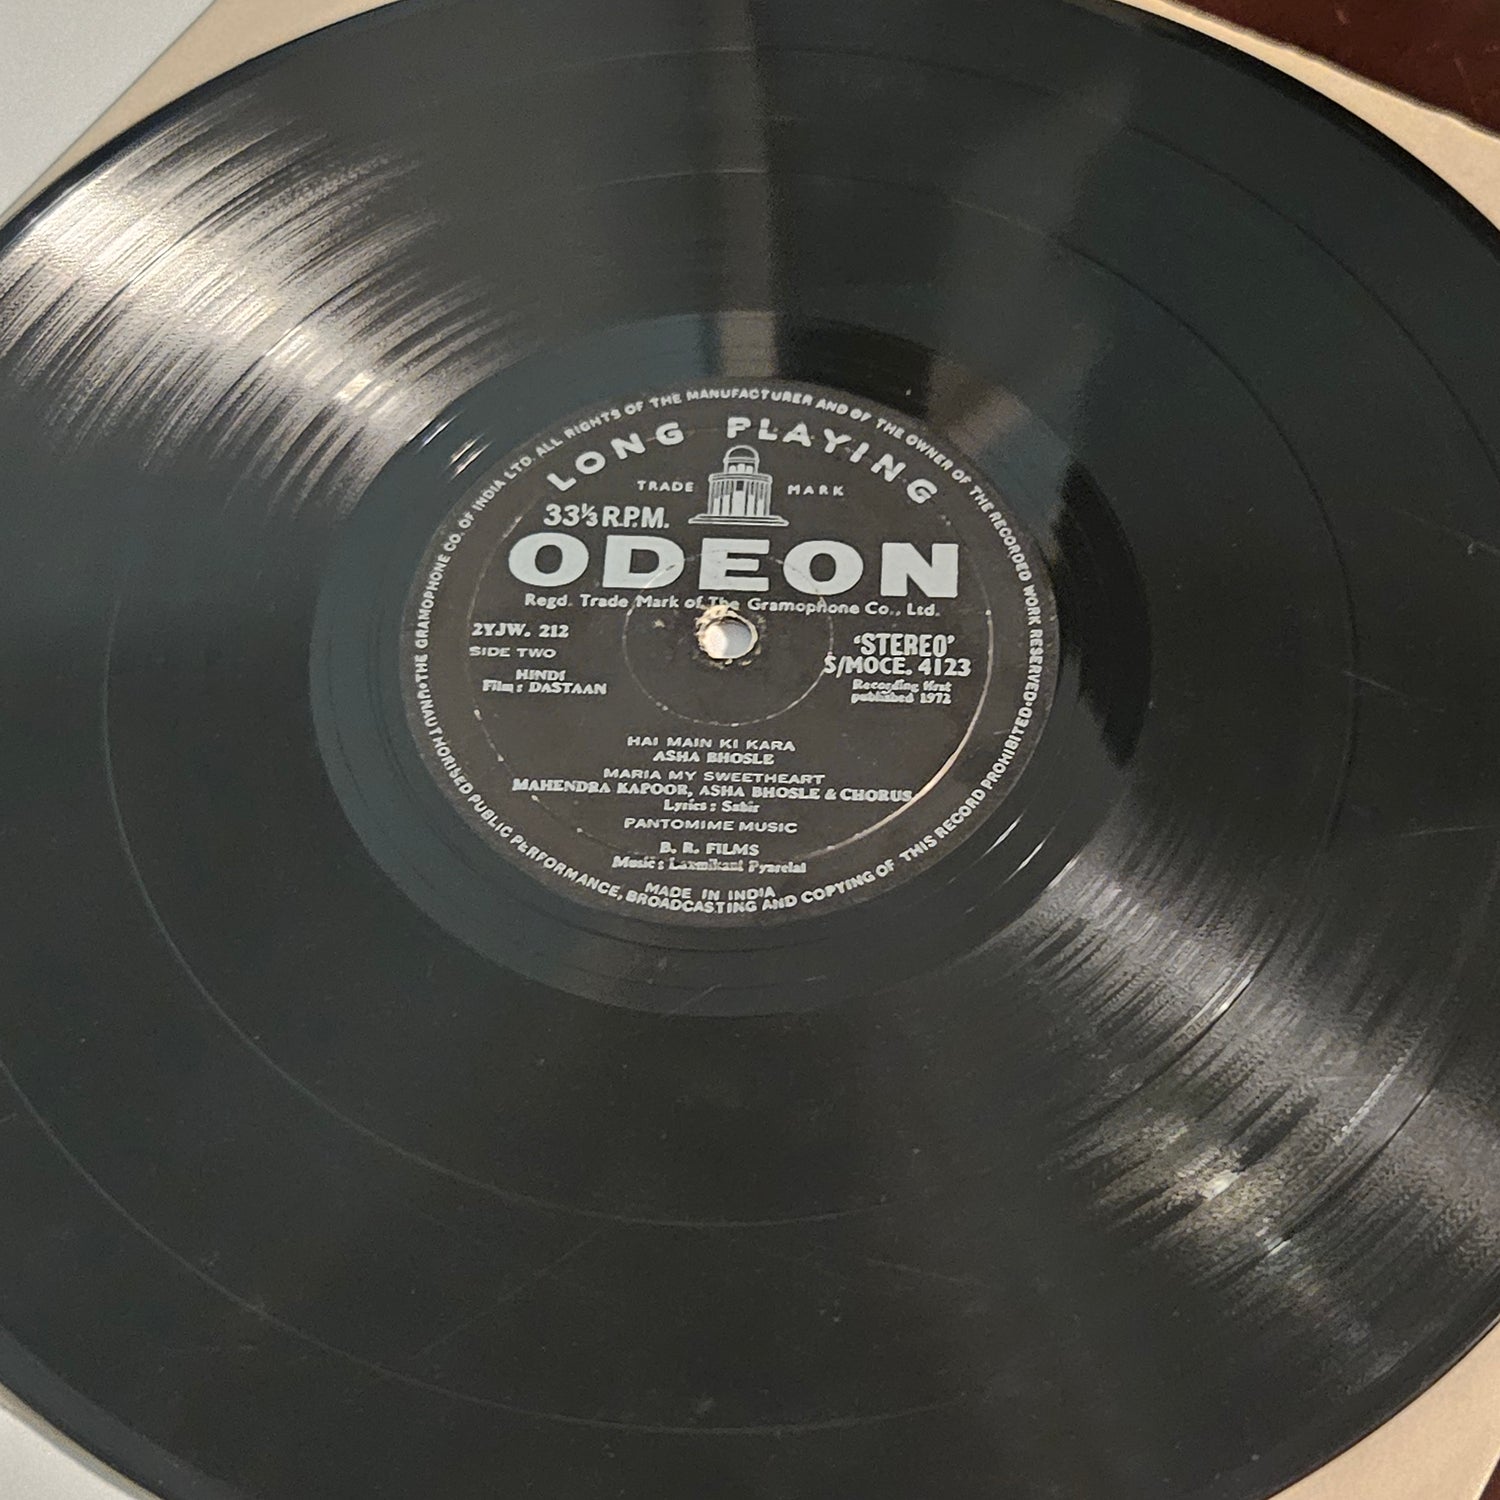 THE GRAMOPHONE CO. OF INDIA LTD. ALL RIGHTS OF THE MANUFACTURER AND OF THE OWNER OF THE RECORDED WORK RESERVED•
LONG PLAYING
TRADE MARK
33⅓ R.P.M.
ODEON
Regd. Trade Mark of The Gramophone Co., Ltd.
2YJW. 212
SIDE TWO
HINDI
Film : DASTAAN
'STEREO'
S/MOCE. 4123
Recording first
published 1972
HAI MAIN KI KARA
ASHA BHOSLE
MARIA MY SWEETHEART
MAHENDRA KAPOOR, ASHA BHOSLE & CHORUS
Lyrics : Sahir
PANTOMIME MUSIC
B. R. FILMS
Music : Laxmikant Pyarelal
MADE IN INDIA
UNAUTHORISED PUBLIC PERFORMANCE, BROADCASTING AND COPYING OF THIS RECORD PROHIBITED•